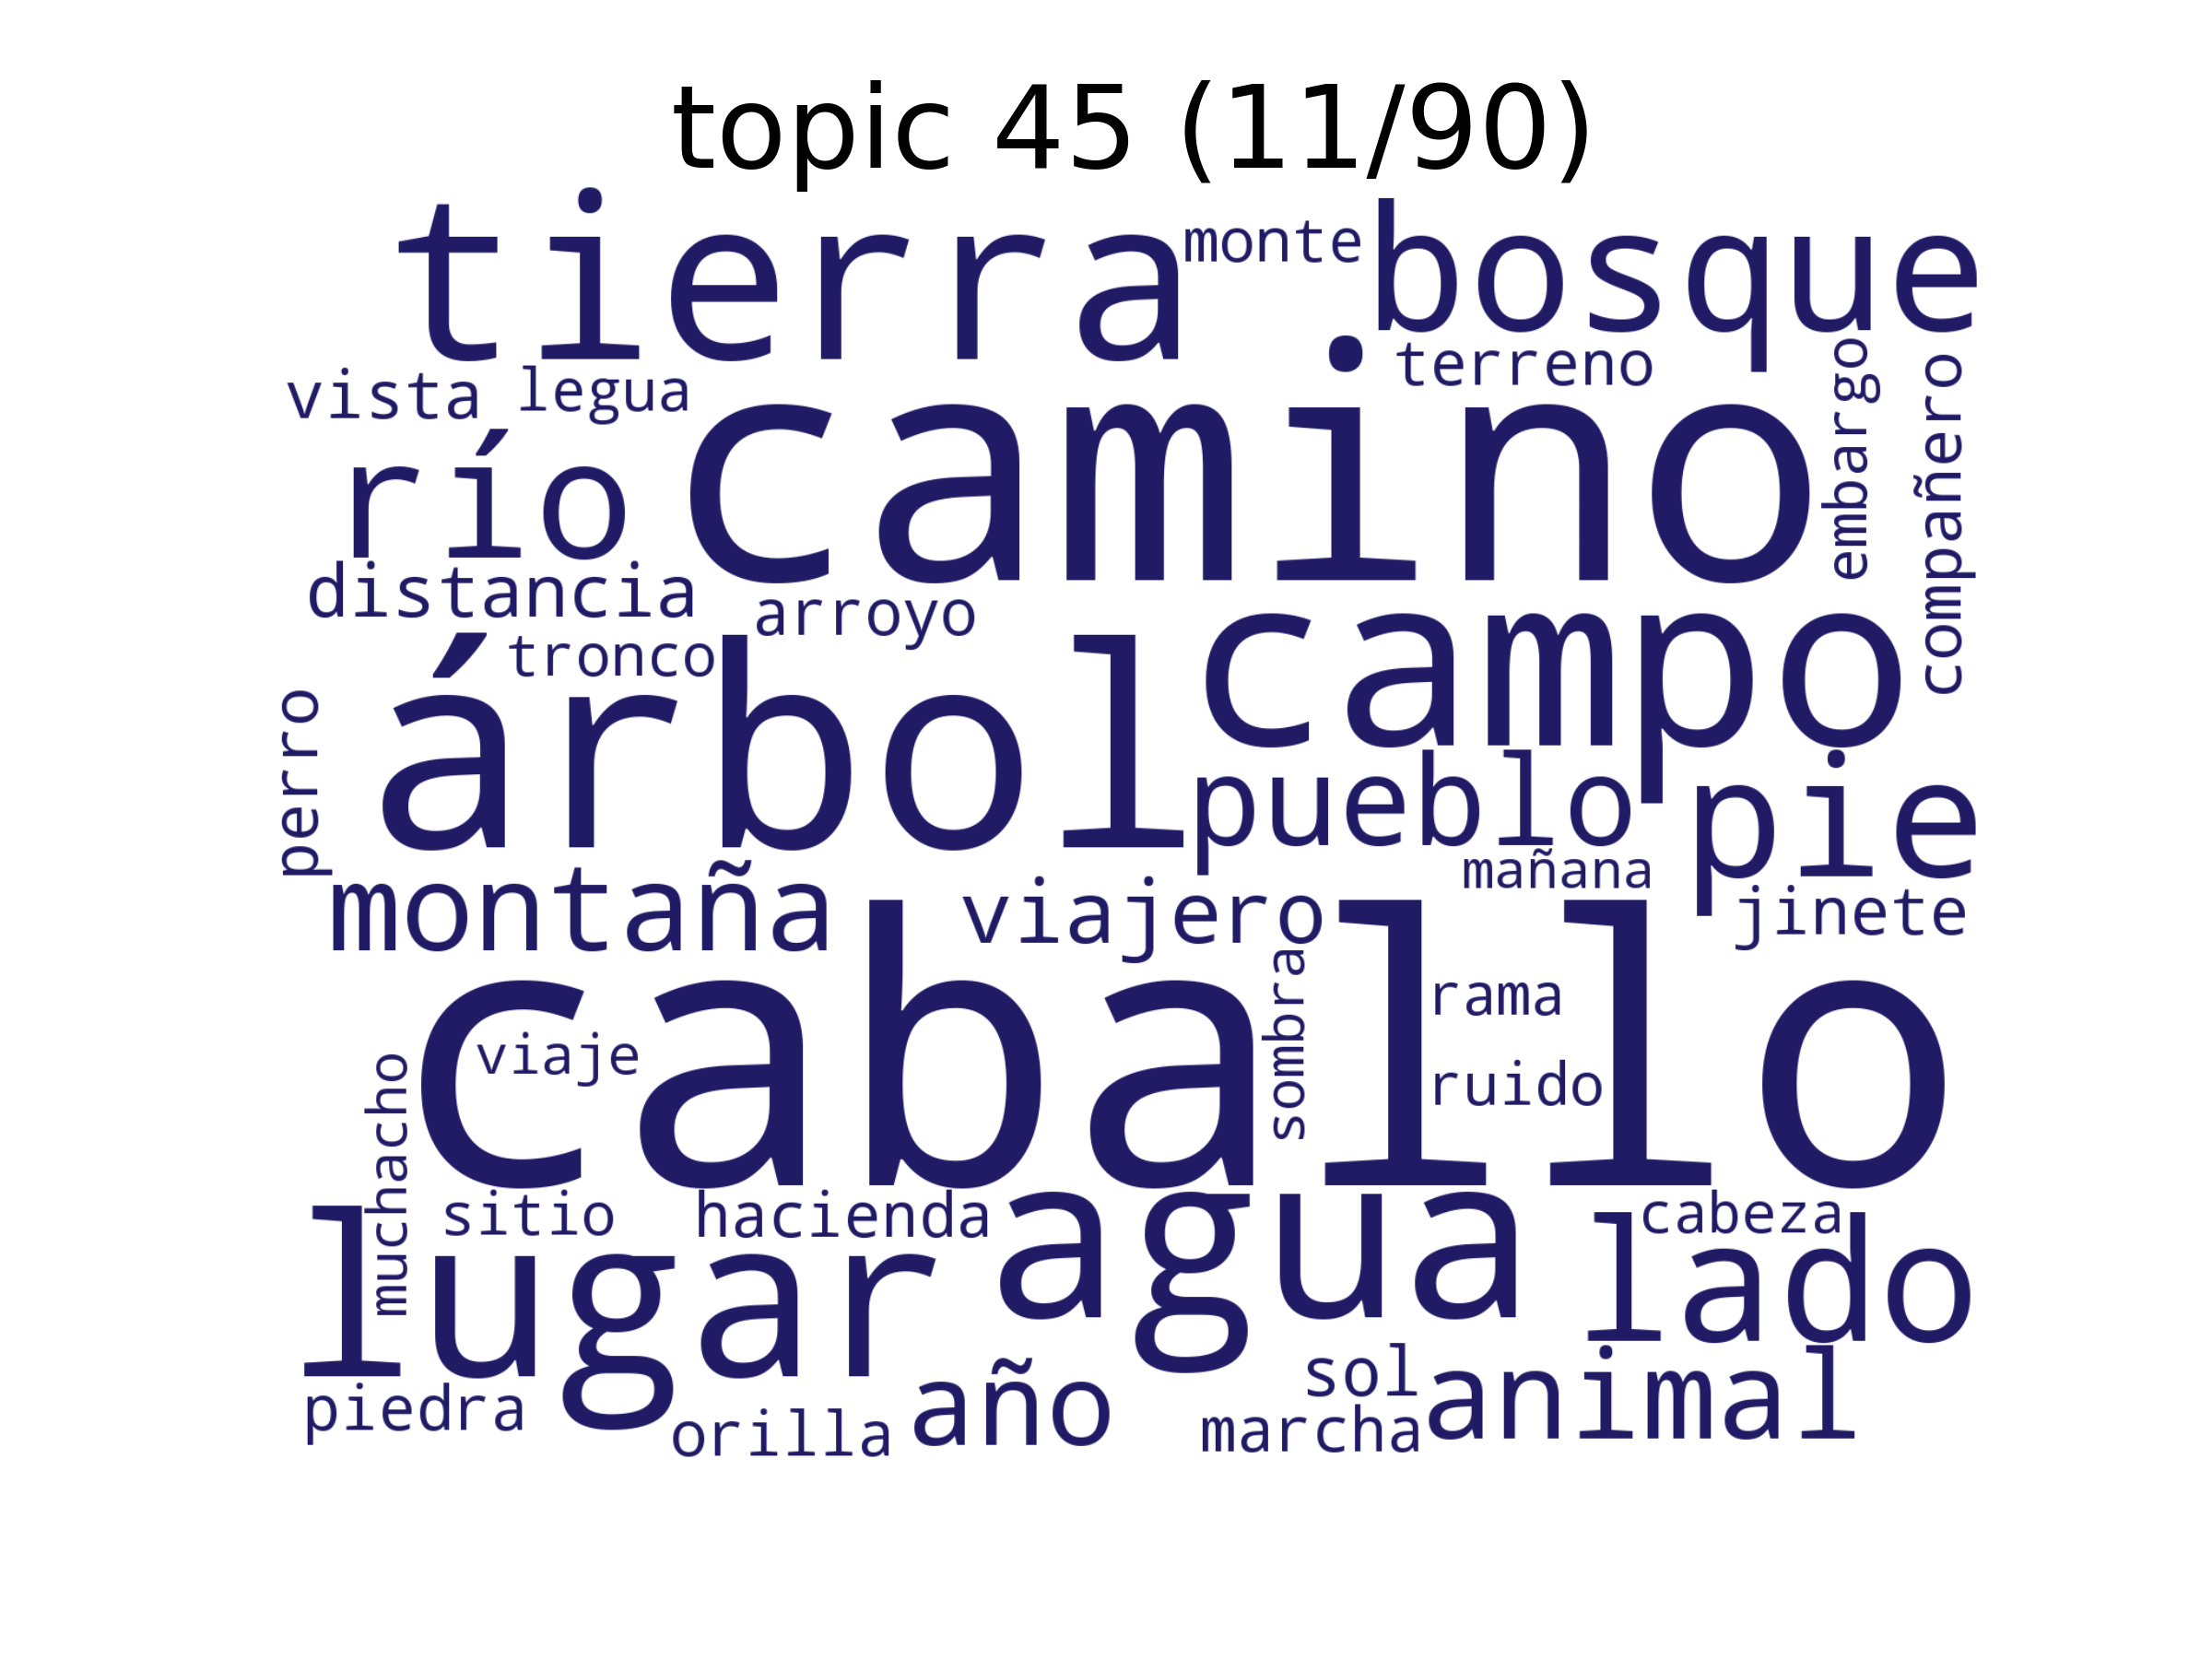 topic 45 (11/90)
tierra
monte
bosque
vista
legua
terreno
embargo
compañero
río
camino
distancia
arroyo
tronco
campo
perro
árbol
pueblo
pie
mañana
montaña
viajero
jinete
caballo
sombra
rama
viaje
ruido
muchacho
sitio
hacienda
agua
cabeza
lugar
lado
piedra
orilla
año
sol
marcha
animal